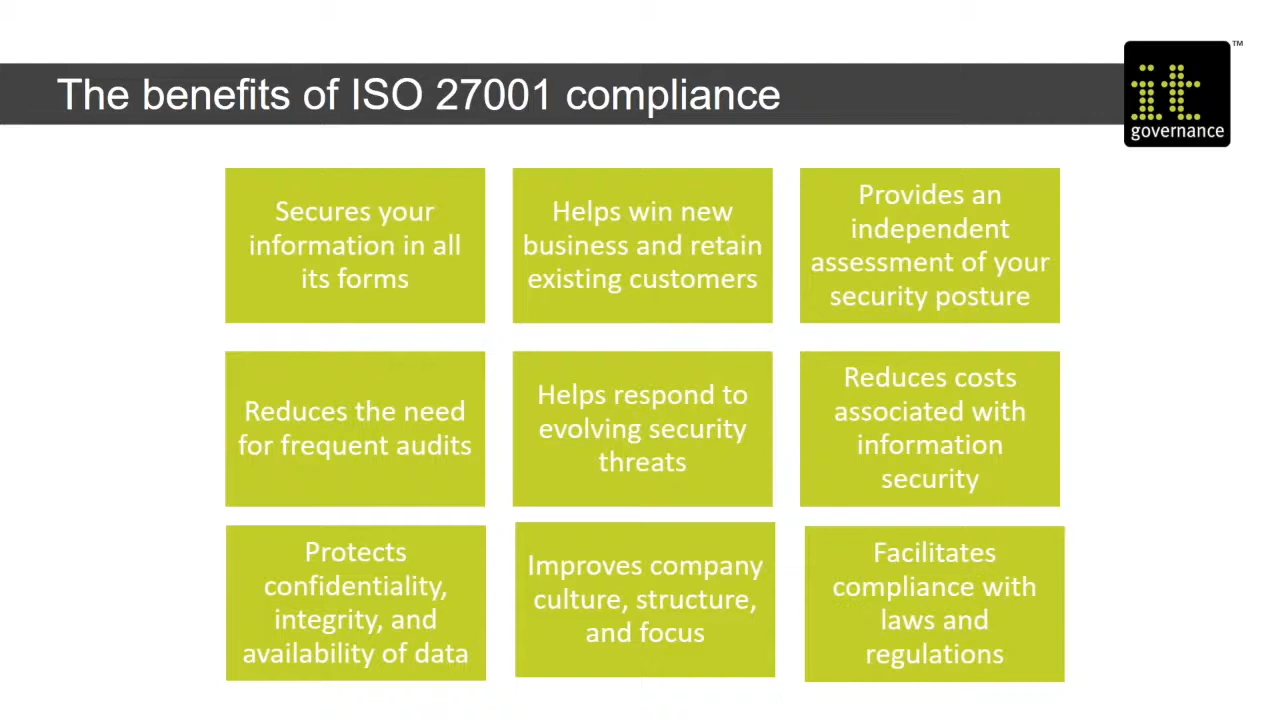 The benefits of ISO 27001 compliance
it
governance
™
Secures your
information in all
its forms
Helps win new
business and retain
existing customers
Provides an
independent
assessment of your
security posture
Reduces the need
for frequent audits
Helps respond to
evolving security
threats
Reduces costs
associated with
information
security
Protects
confidentiality,
integrity, and
availability of data
Improves company
culture, structure,
and focus
Facilitates
compliance with
laws and
regulations